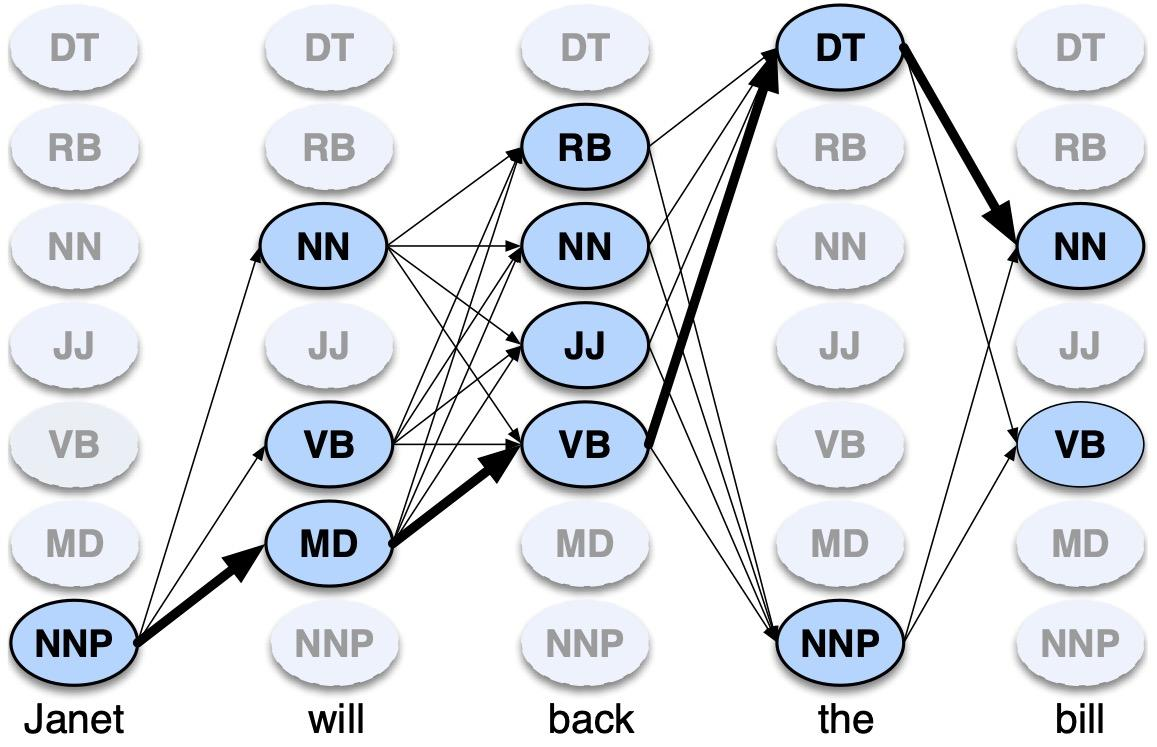 DT DT DT DT DT
RB RB RB RB RB
NN NN NN NN NN
JJ JJ JJ JJ JJ
VB VB VB VB VB
MD MD MD MD MD
NNP NNP NNP NNP NNP
Janet will back the bill